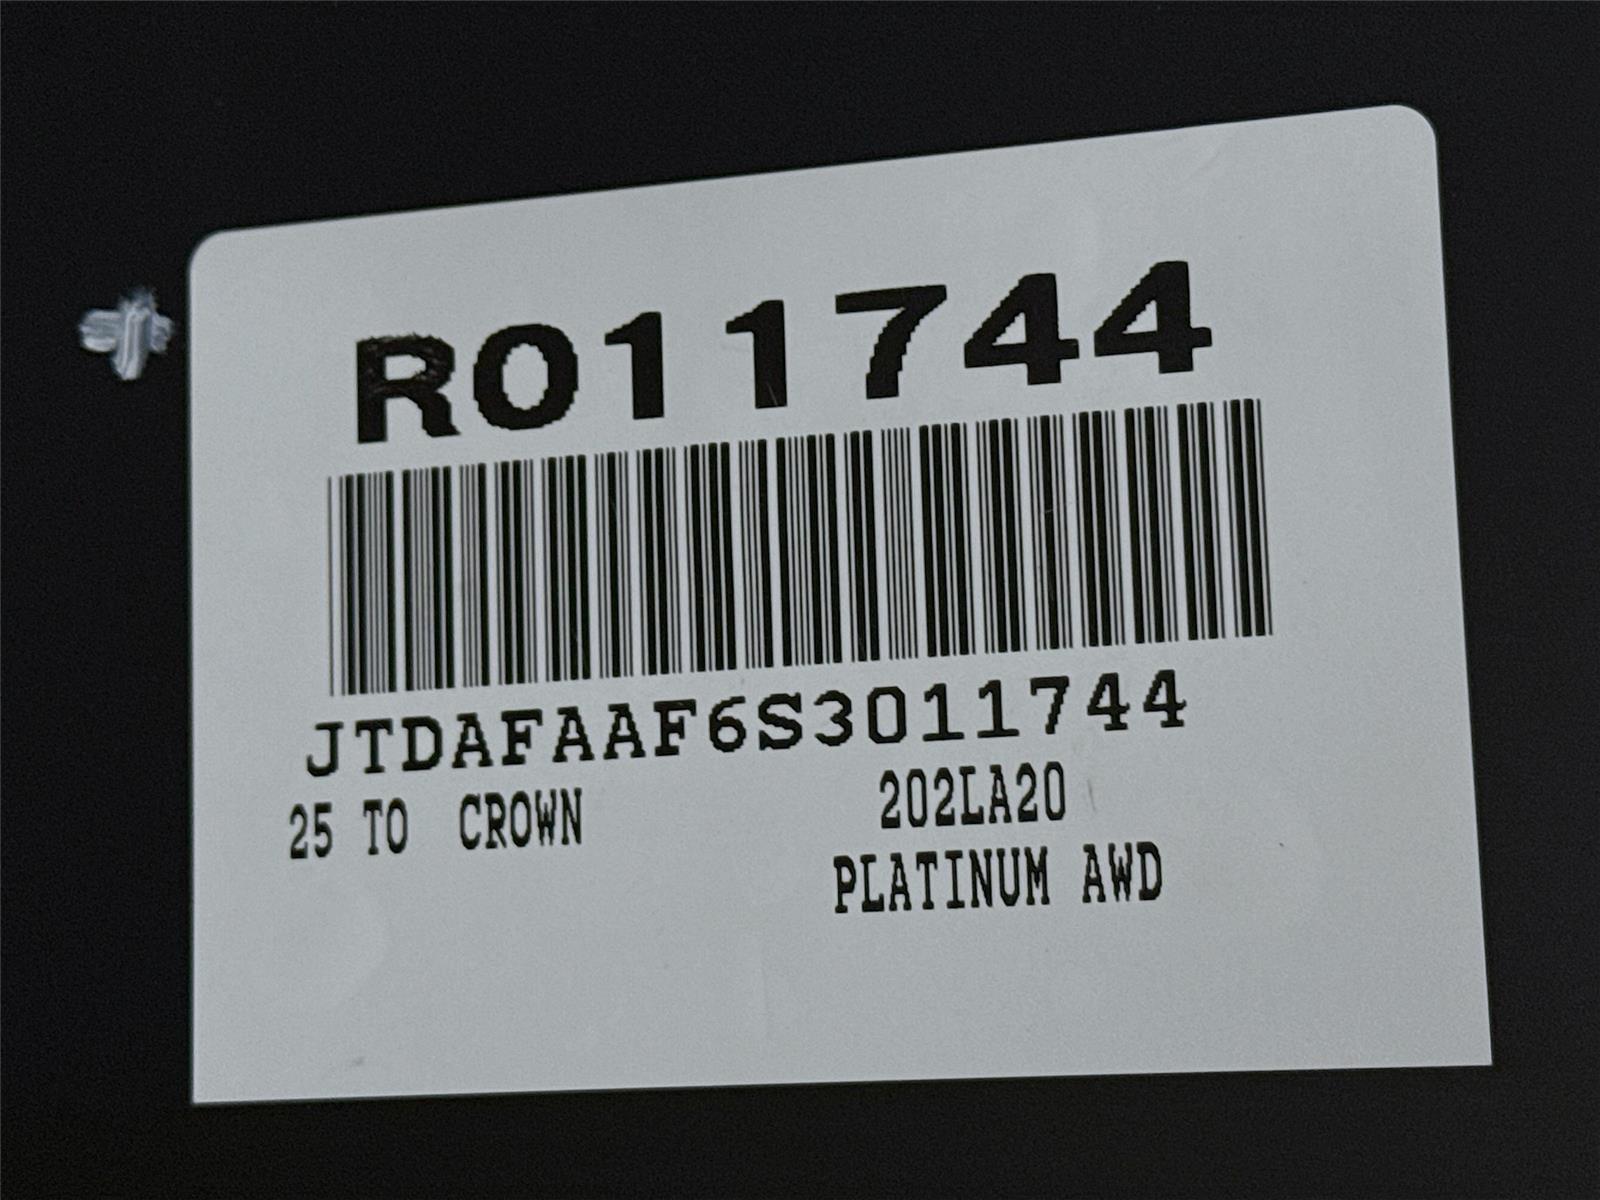 R011744
JTDAFAAF6S3011744
25 TO CROWN 202LA20
PLATINUM AWD